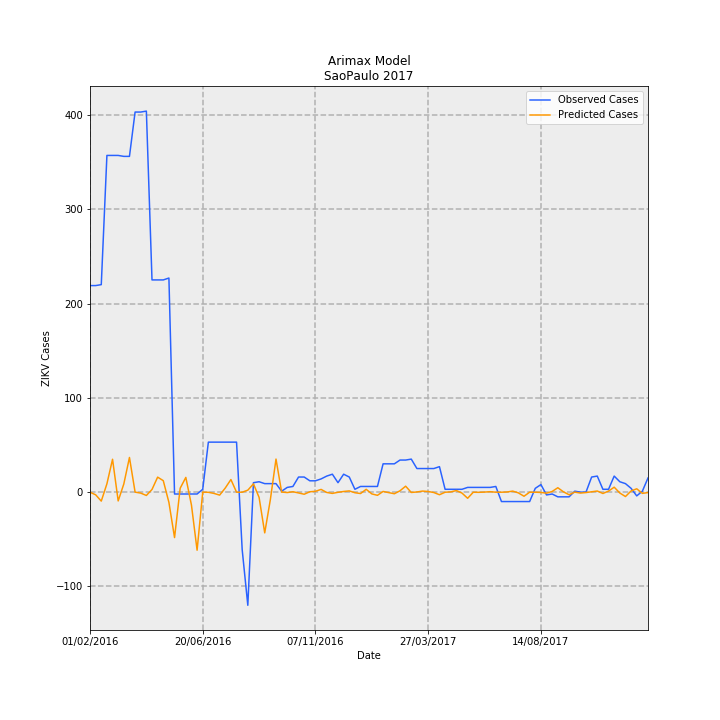 Arimax Model
SaoPaulo 2017
Observed Cases
Predicted Cases
400
300
200
100
0
−100
ZIKV Cases
01/02/2016
20/06/2016
07/11/2016
27/03/2017
14/08/2017
Date